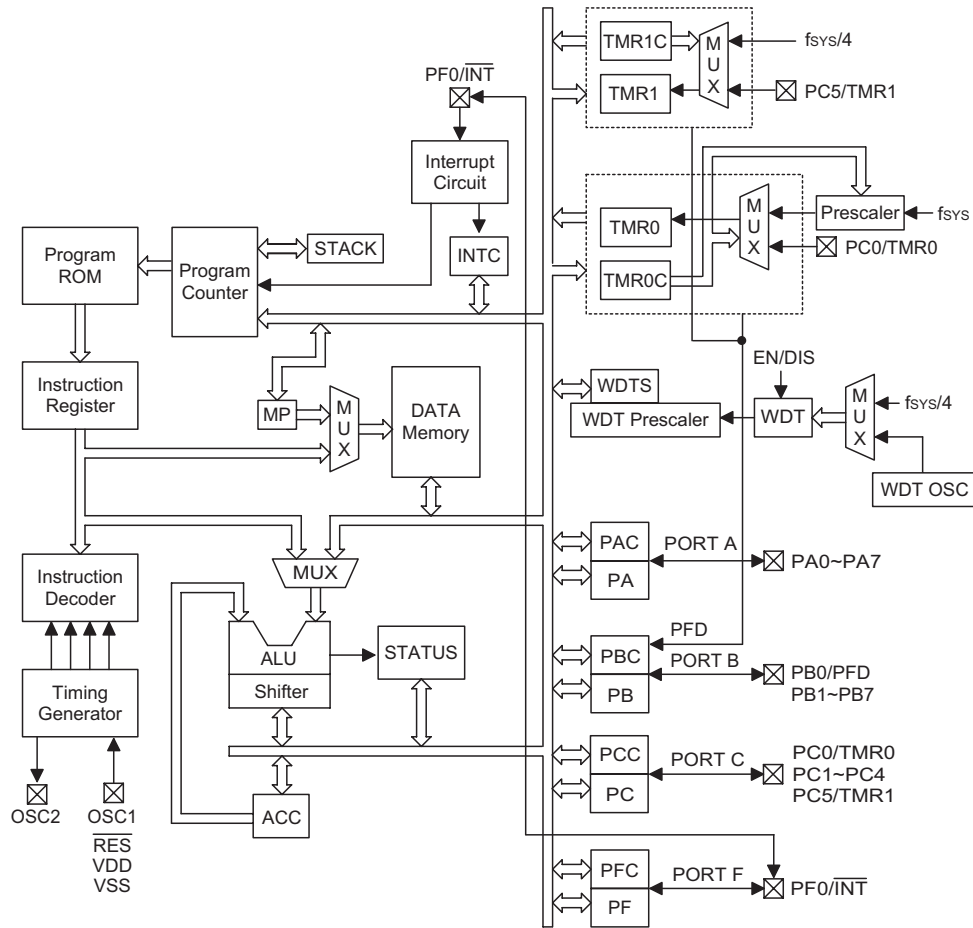 TMR1C
M
U
X
fSYS/4
TMR1
PC5/TMR1
PF0/INT
Interrupt
Circuit
TMR0
M
U
X
Prescaler
fSYS
PC0/TMR0
TMR0C
Program
ROM
Program
Counter
STACK
INTC
Instruction
Register
MP
M
U
X
DATA
Memory
WDTS
WDT Prescaler
EN/DIS
WDT
M
U
X
fSYS/4
WDT OSC
MUX
PAC
PA
PORT A
PA0~PA7
Instruction
Decoder
ALU
Shifter
STATUS
PFD
PBC
PB
PORT B
PB0/PFD
PB1~PB7
Timing
Generator
PCC
PC
PORT C
PC0/TMR0
PC1~PC4
PC5/TMR1
OSC2
OSC1
RES
VDD
VSS
ACC
PFC
PF
PORT F
PF0/INT